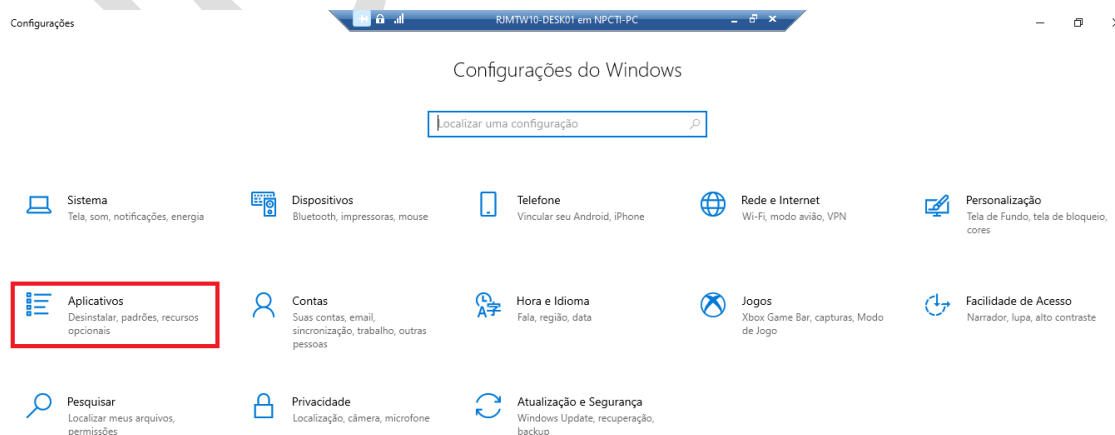 Configurações
RJMTW10-DESK01 em NPCTI-PC
Configurações do Windows
Localizar uma configuração
Sistema
Tela, som, notificações, energia
Dispositivos
Bluetooth, impressoras, mouse
Telefone
Vincular seu Android, iPhone
Rede e Internet
Wi-Fi, modo avião, VPN
Personalização
Tela de Fundo, tela de bloqueio,
cores
Aplicativos
Desinstalar, padrões, recursos
opcionais
Contas
Suas contas, email,
sincronização, trabalho, outras
pessoas
Hora e Idioma
Fala, região, data
Jogos
Xbox Game Bar, capturas, Modo
de Jogo
Facilidade de Acesso
Narrador, lupa, alto contraste
Pesquisar
Localizar meus arquivos,
permissões
Privacidade
Localização, câmera, microfone
Atualização e Segurança
Windows Update, recuperação,
backup